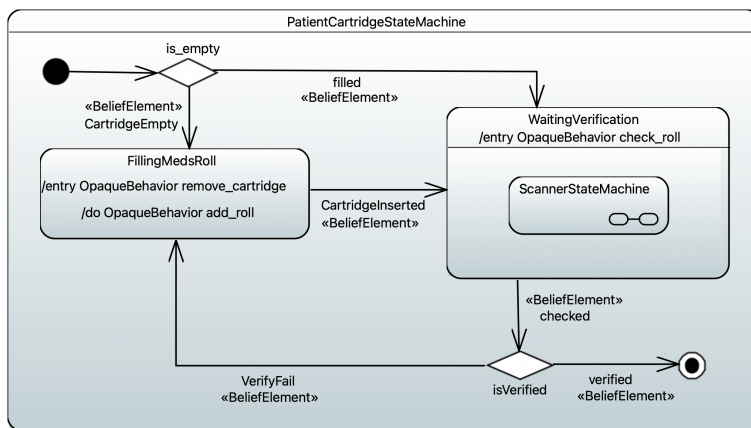 PatientCartridgeStateMachine
is_empty
filled
«BeliefElement»
«BeliefElement»
CartridgeEmpty
WaitingVerification
/entry OpaqueBehavior check_roll
FillingMedsRoll
/entry OpaqueBehavior remove_cartridge
/do OpaqueBehavior add_roll
ScannerStateMachine
CartridgeInserted
«BeliefElement»
«BeliefElement»
checked
VerifyFail
«BeliefElement»
isVerified
verified
«BeliefElement»